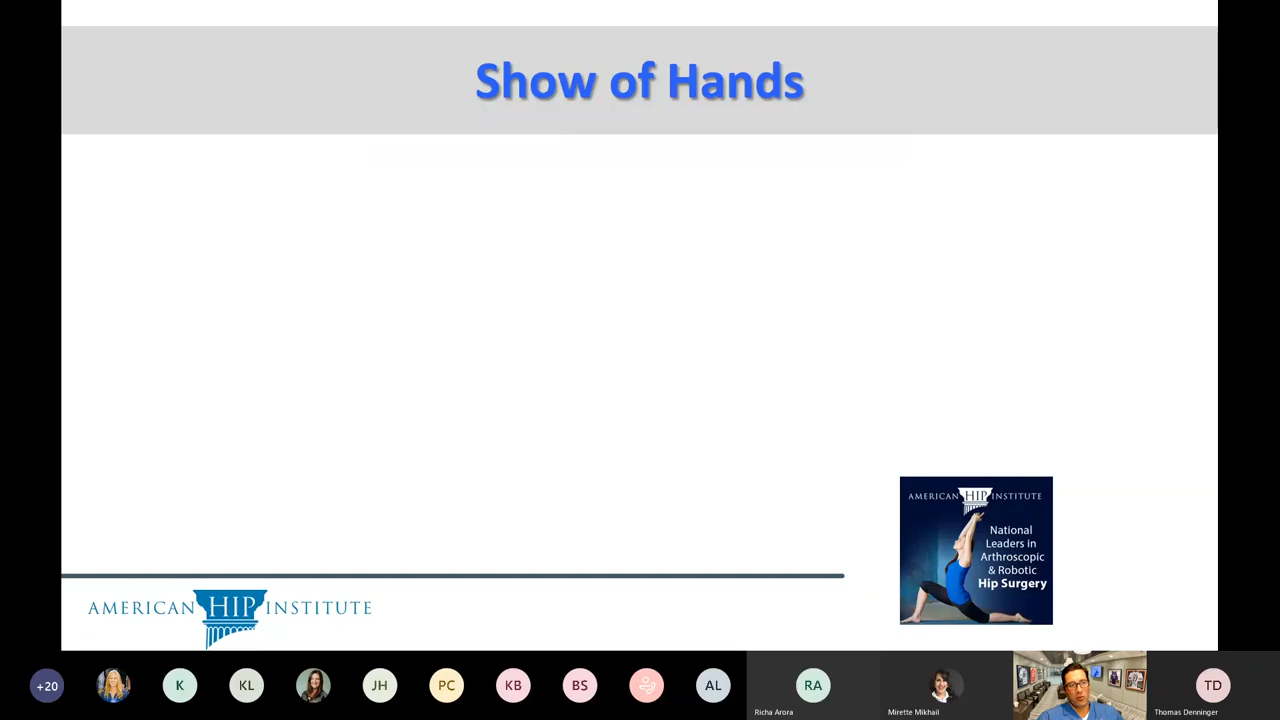 Show of Hands
AMERICAN HIP INSTITUTE
National
Leaders in
Arthroscopic
& Robotic
Hip Surgery
AMERICAN HIP INSTITUTE
+20
K
KL
JH
PC
KB
BS
AL
RA
Richa Arora
Mirette Mikhail
TD
Thomas Denninger